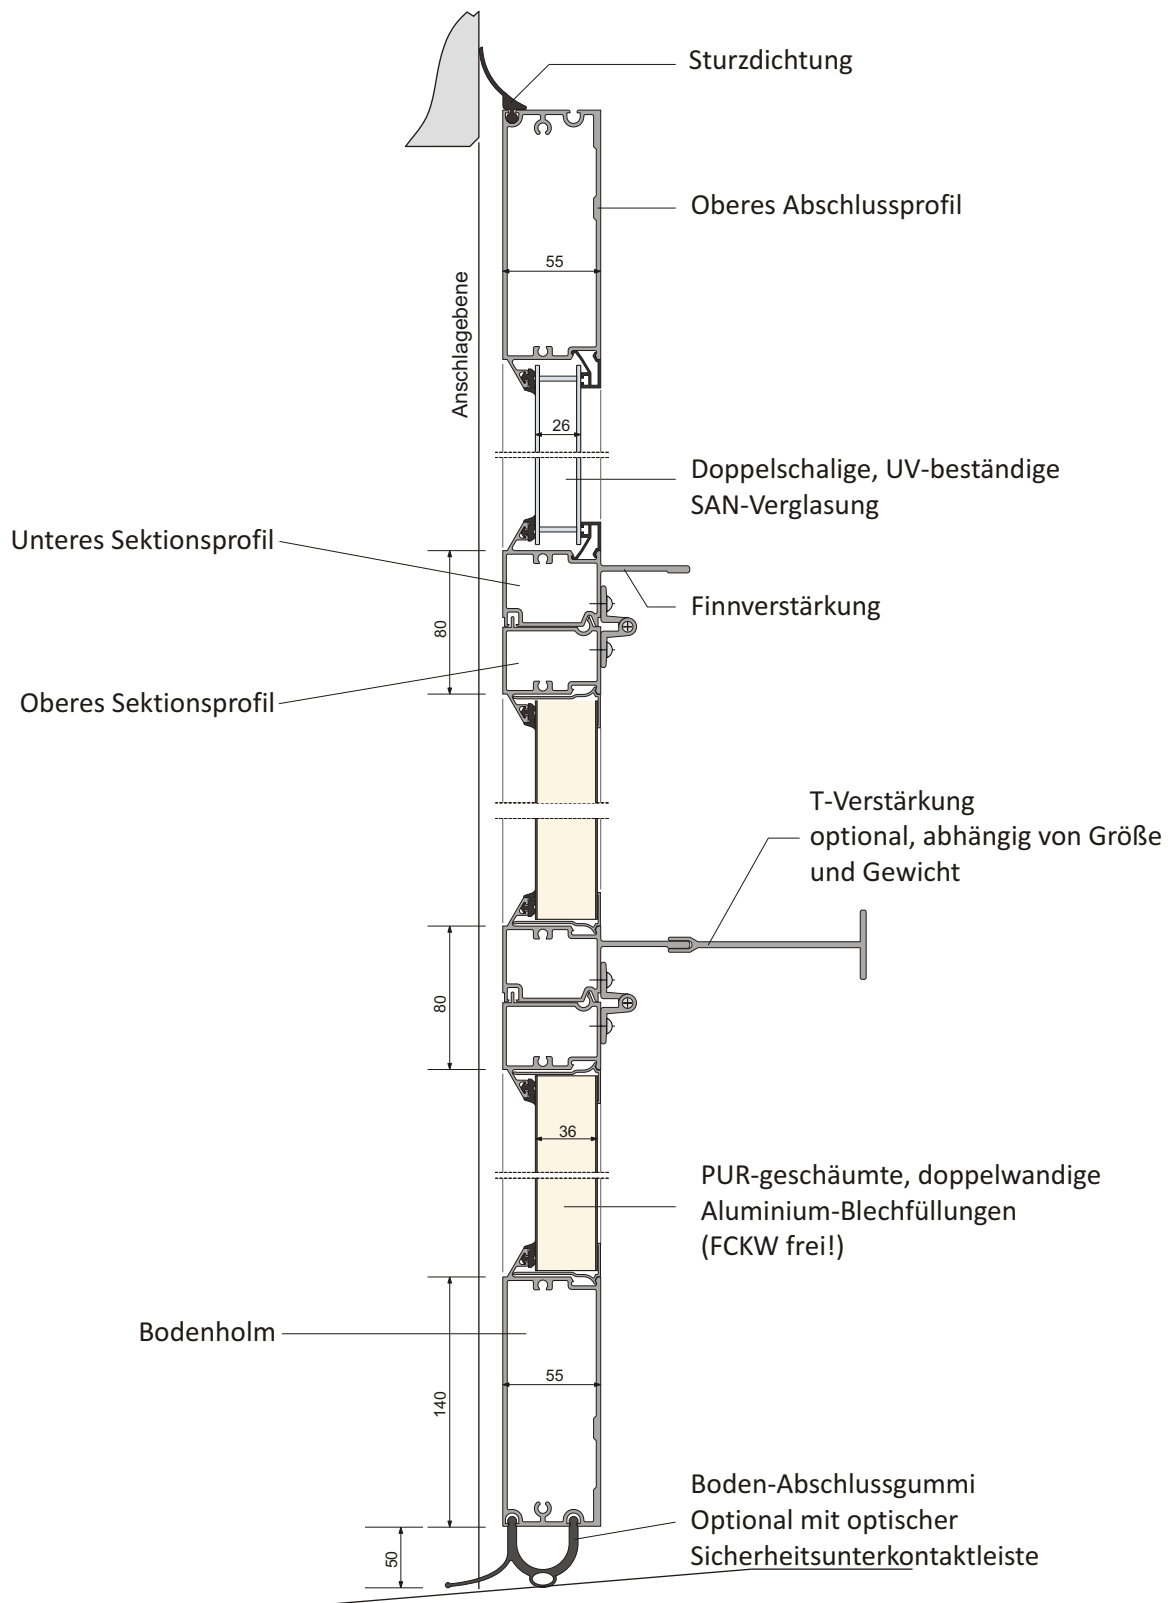 Sturzdichtung
Oberes Abschlussprofil
55
Anschlagebene
26
Doppelschalige, UV-beständige
SAN-Verglasung
Unteres Sektionsprofil
Finnverstärkung
80
Oberes Sektionsprofil
T-Verstärkung
optional, abhängig von Größe
und Gewicht
80
36
PUR-geschäumte, doppelwandige
Aluminium-Blechfüllungen
(FCKW frei!)
Bodenholm
55
140
Boden-Abschlussgummi
Optional mit optischer
Sicherheitsunterkontaktleiste
50